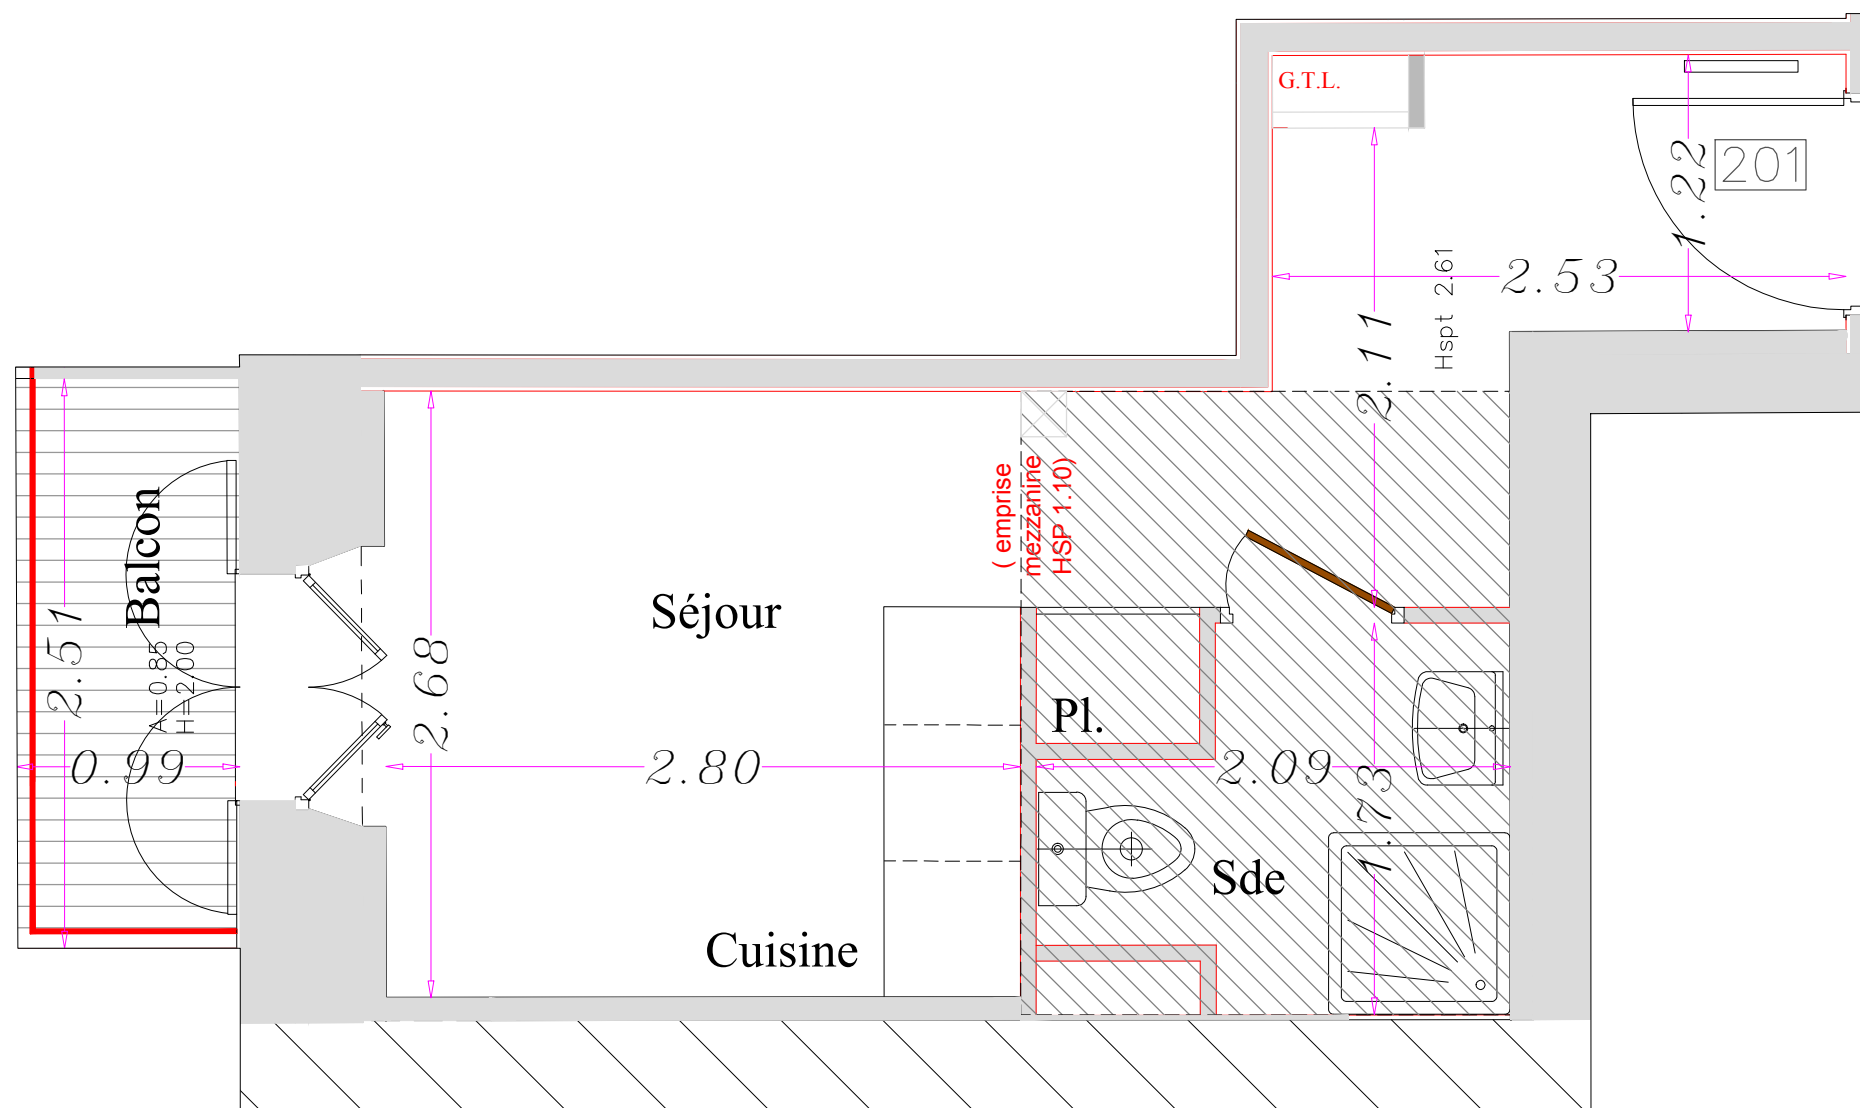 G.T.L.
201
1.22
2.53
Hspt 2.61
2.11
( emprise
mezzanine
HSP 1.10)
Balcon
A=0.85
H=2.00
2.51
0.99
Séjour
2.68
2.80
Pl.
2.09
1.73
Sde
Cuisine